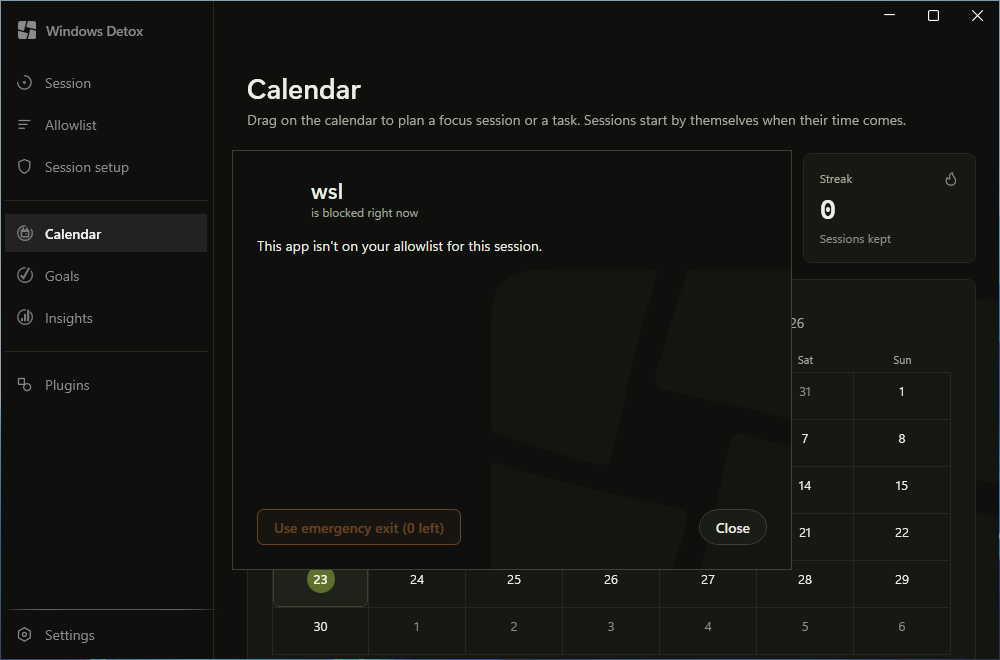 Windows Detox
Session
Allowlist
Session setup
Calendar
Goals
Insights
Plugins
Settings
Calendar
Drag on the calendar to plan a focus session or a task. Sessions start by themselves when their time comes.
wsl
is blocked right now
This app isn't on your allowlist for this session.
Use emergency exit (0 left)
Close
Streak
0
Sessions kept
26
Sat Sun
31 1
7 8
14 15
21 22
23 24 25 26 27 28 29
30 1 2 3 4 5 6